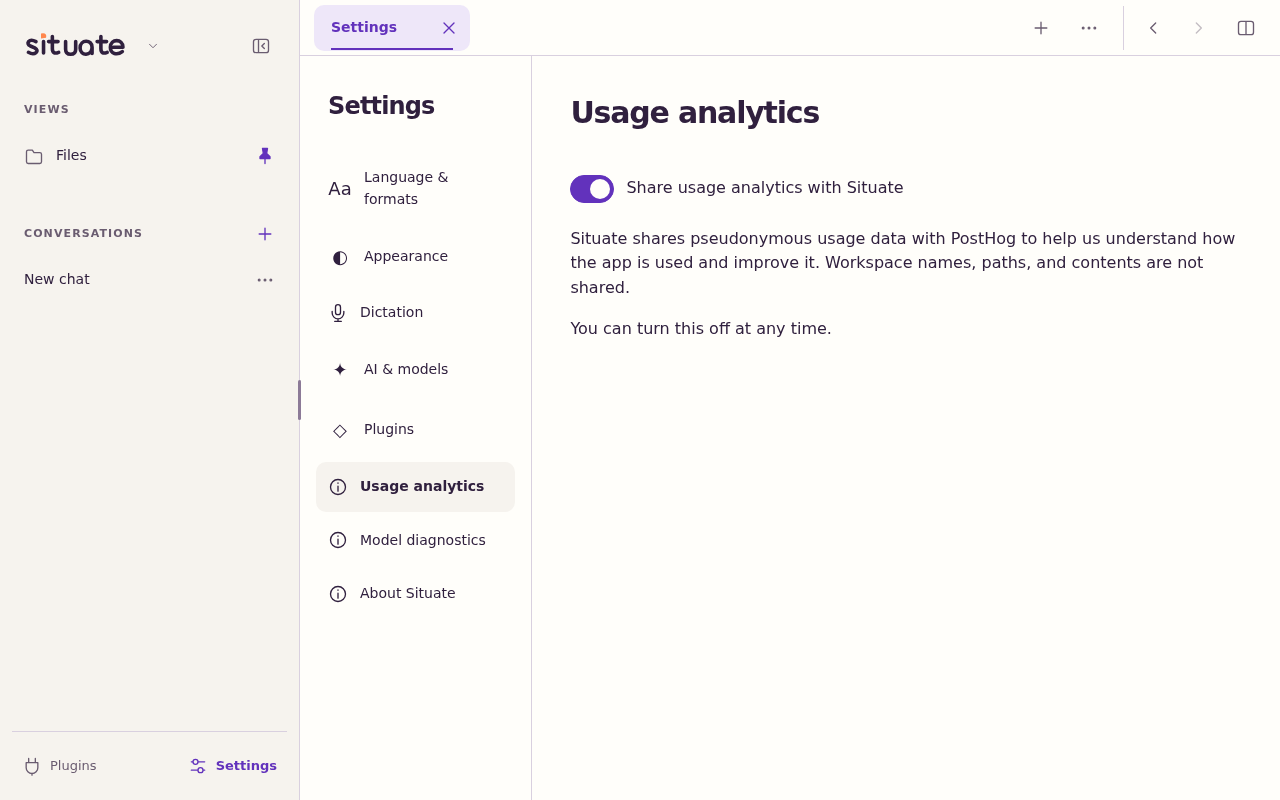 situate
VIEWS
Files
CONVERSATIONS
New chat
Plugins
Settings
Settings
Settings
Aa Language &
formats
Appearance
Dictation
AI & models
Plugins
Usage analytics
Model diagnostics
About Situate
Usage analytics
Share usage analytics with Situate
Situate shares pseudonymous usage data with PostHog to help us understand how
the app is used and improve it. Workspace names, paths, and contents are not
shared.
You can turn this off at any time.